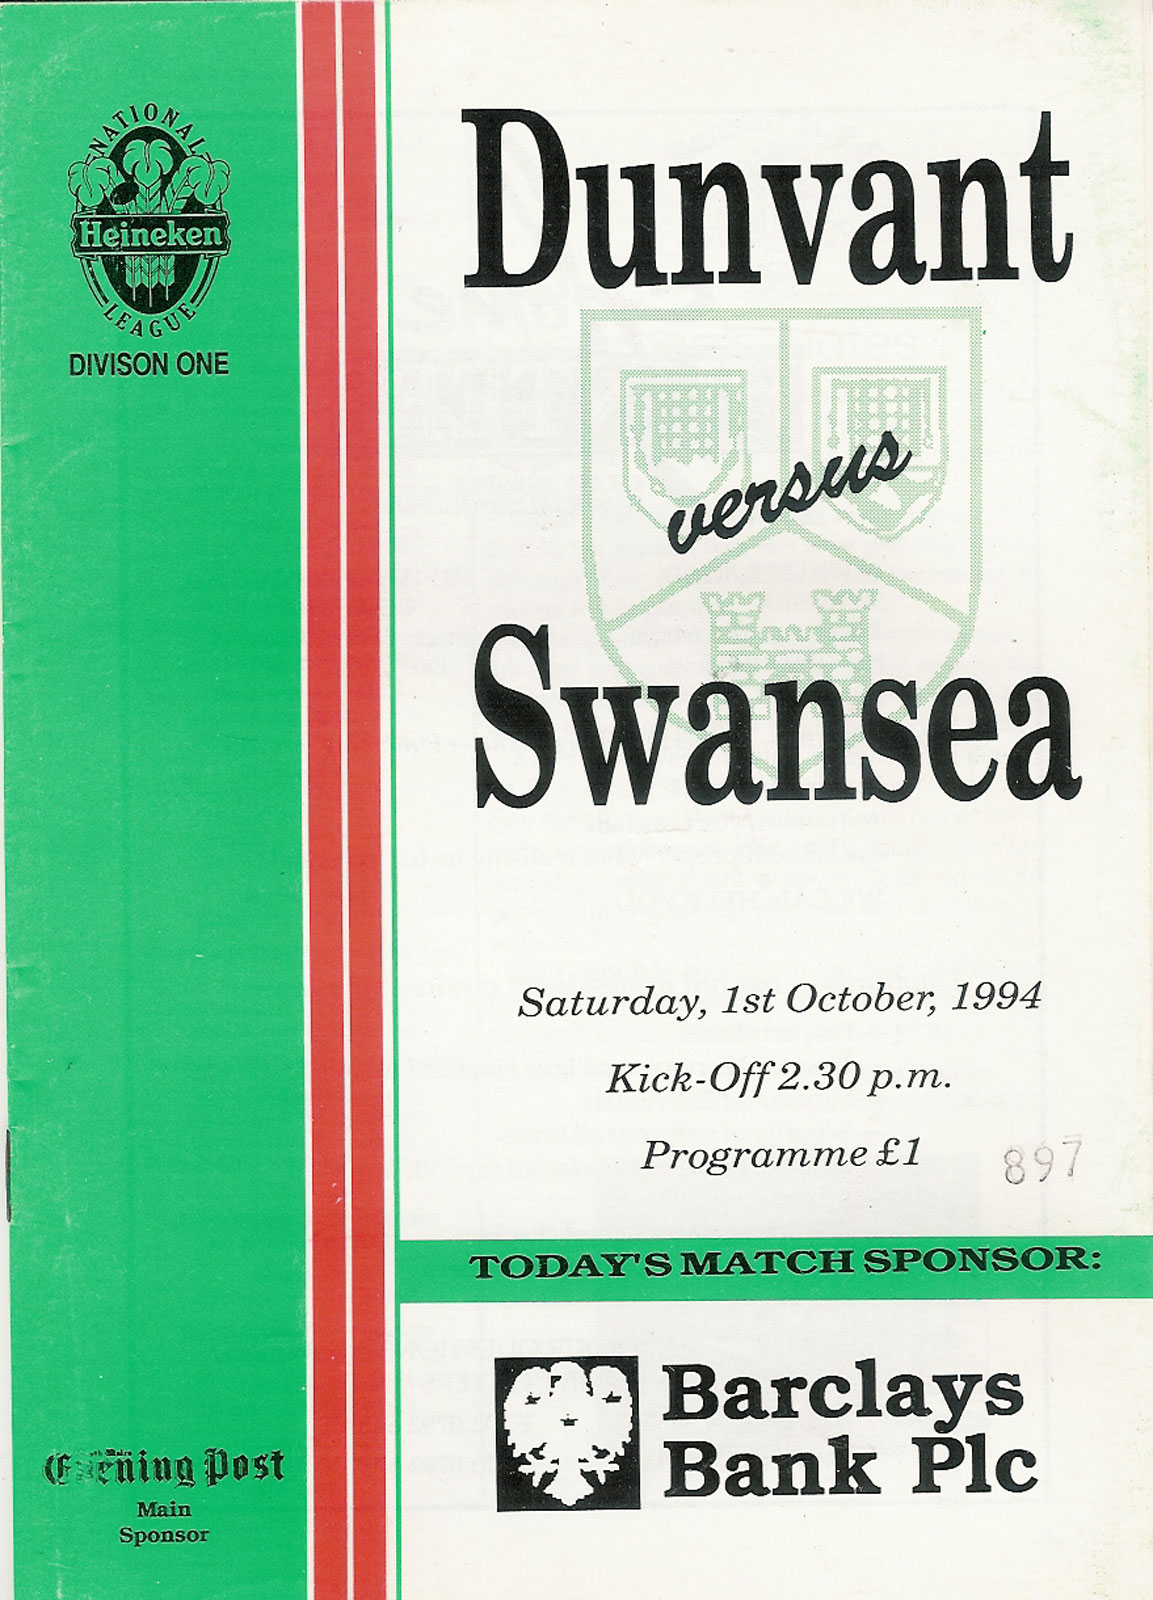 NATIONAL
Heineken
LEAGUE
DIVISON ONE
Dunvant
versus
Swansea
Saturday, 1st October, 1994
Kick-Off 2.30 p.m.
Programme £1
897
TODAY'S MATCH SPONSOR:
Barclays
Bank Plc
Evening Post
Main
Sponsor